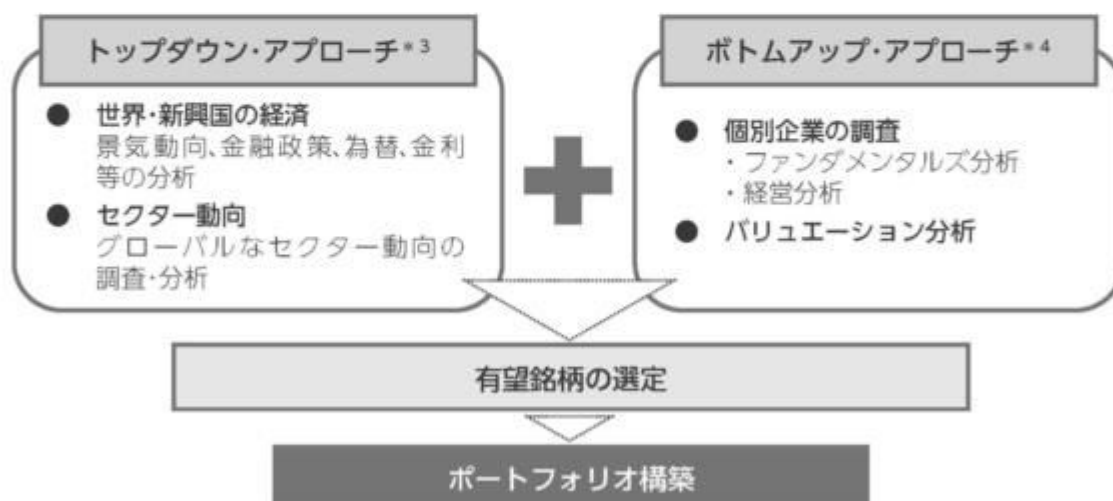 トップダウン・アプローチ*3
● 世界・新興国の経済
景気動向、金融政策、為替、金利
等の分析
● セクター動向
グローバルなセクター動向の
調査・分析
ボトムアップ・アプローチ*4
● 個別企業の調査
・ファンダメンタルズ分析
・経営分析
● バリュエーション分析
有望銘柄の選定
ポートフォリオ構築